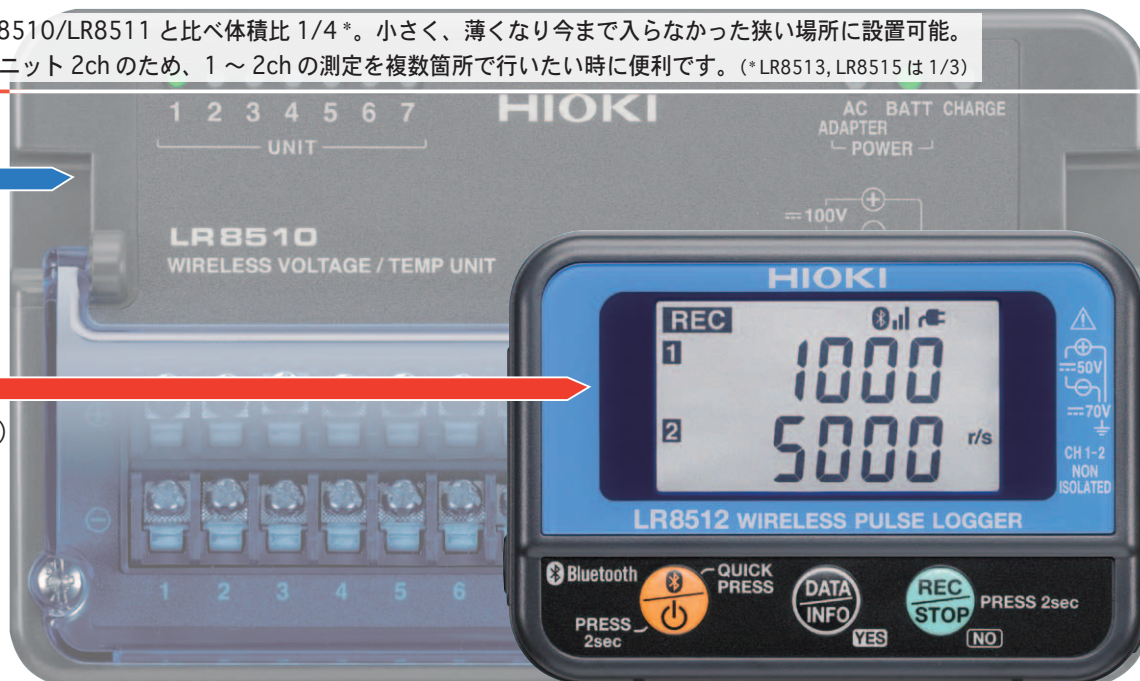 8510/LR8511 と比べ体積比 1/4*。小さく、薄くなり今まで入らなかった狭い場所に設置可能。
ニット 2ch のため、1 ～ 2ch の測定を複数箇所で行いたい時に便利です。(*LR8513, LR8515 は 1/3)
1 2 3 4 5 6 7
UNIT
HIOKI
AC ADAPTER BATT CHARGE
POWER
100V
LR8510
WIRELESS VOLTAGE / TEMP UNIT
)
1 2 3 4 5 6
HIOKI
REC
1 1000
2 5000 r/s
50V
70V
CH 1-2
NON
ISOLATED
LR8512 WIRELESS PULSE LOGGER
Bluetooth
QUICK
PRESS
PRESS
2sec
DATA
INFO
YES
REC
STOP
PRESS 2sec
NO